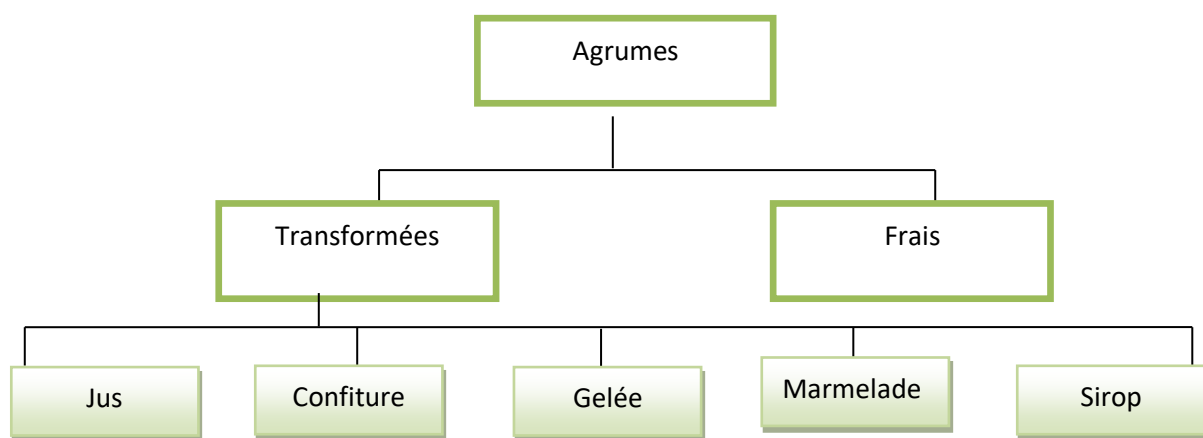 Agrumes
Transformées
Frais
Jus
Confiture
Gelée
Marmelade
Sirop